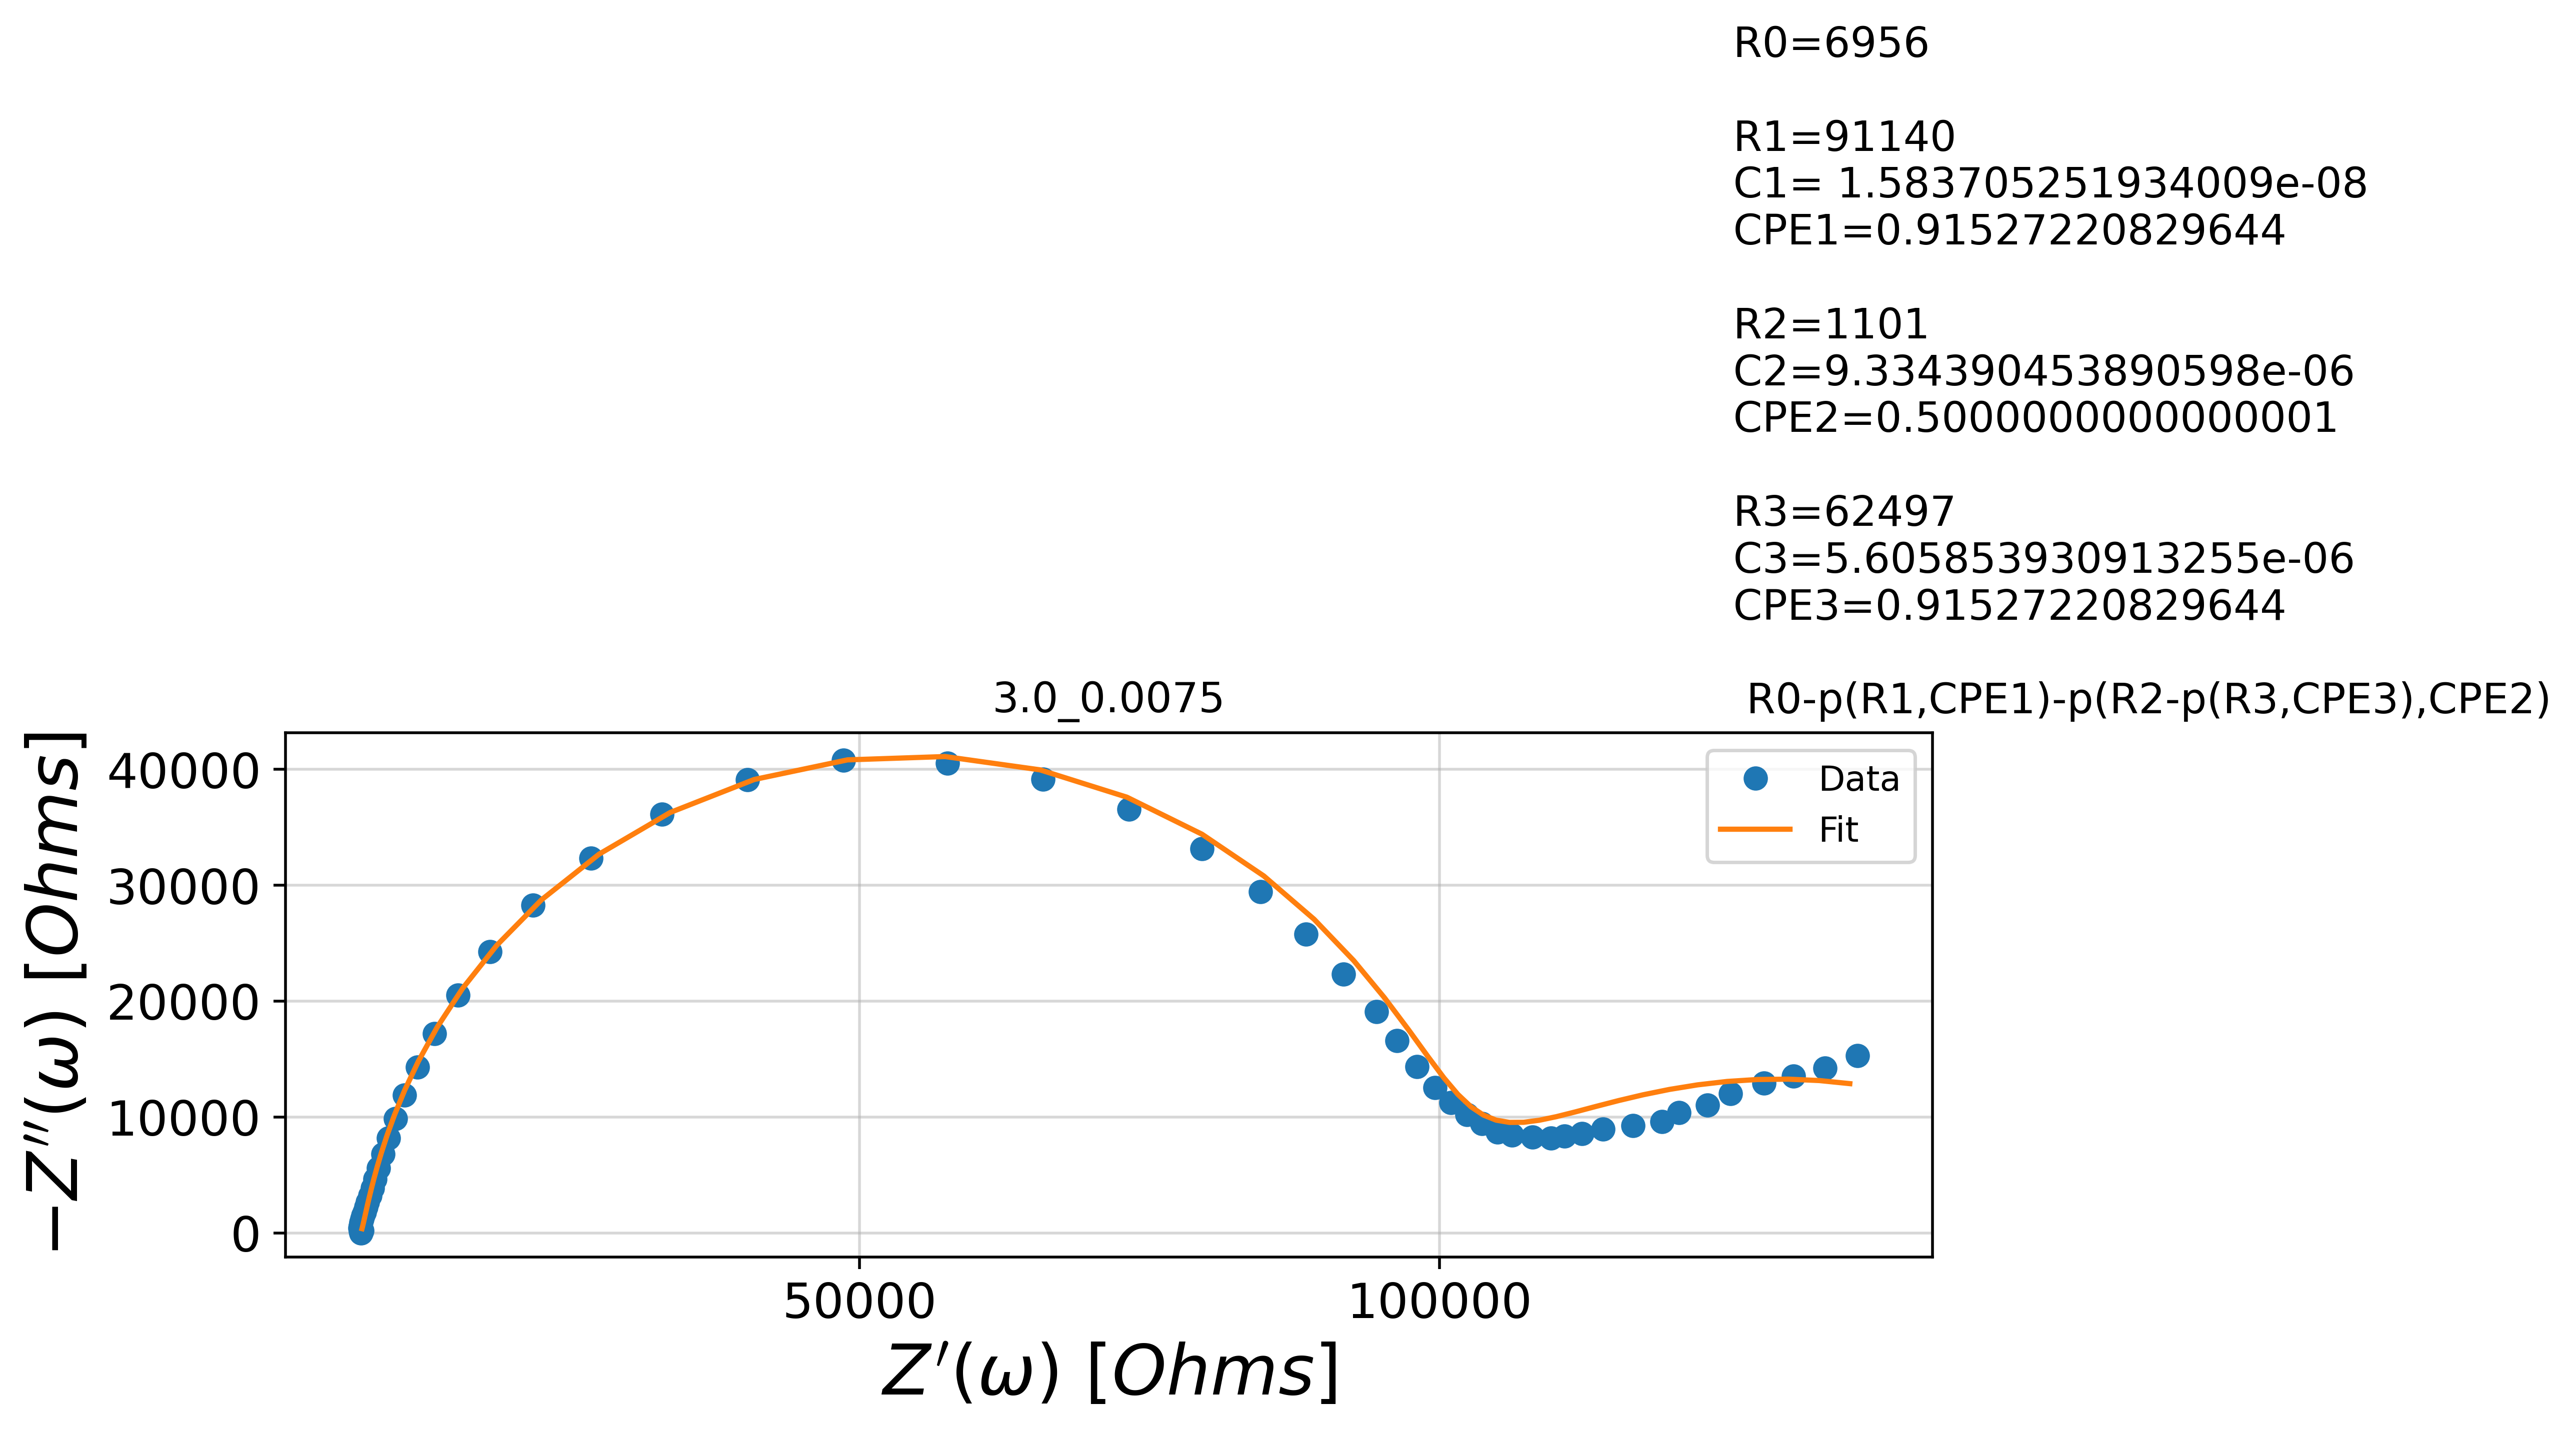 R0=6956
R1=91140
C1= 1.583705251934009e-08
CPE1=0.91527220829644
R2=1101
C2=9.334390453890598e-06
CPE2=0.5000000000000001
R3=62497
C3=5.605853930913255e-06
CPE3=0.91527220829644
3.0_0.0075
R0-p(R1,CPE1)-p(R2-p(R3,CPE3),CPE2)
−Z′′(ω) [Ohms]
40000
30000
20000
10000
0
Data
Fit
50000
100000
Z′(ω) [Ohms]